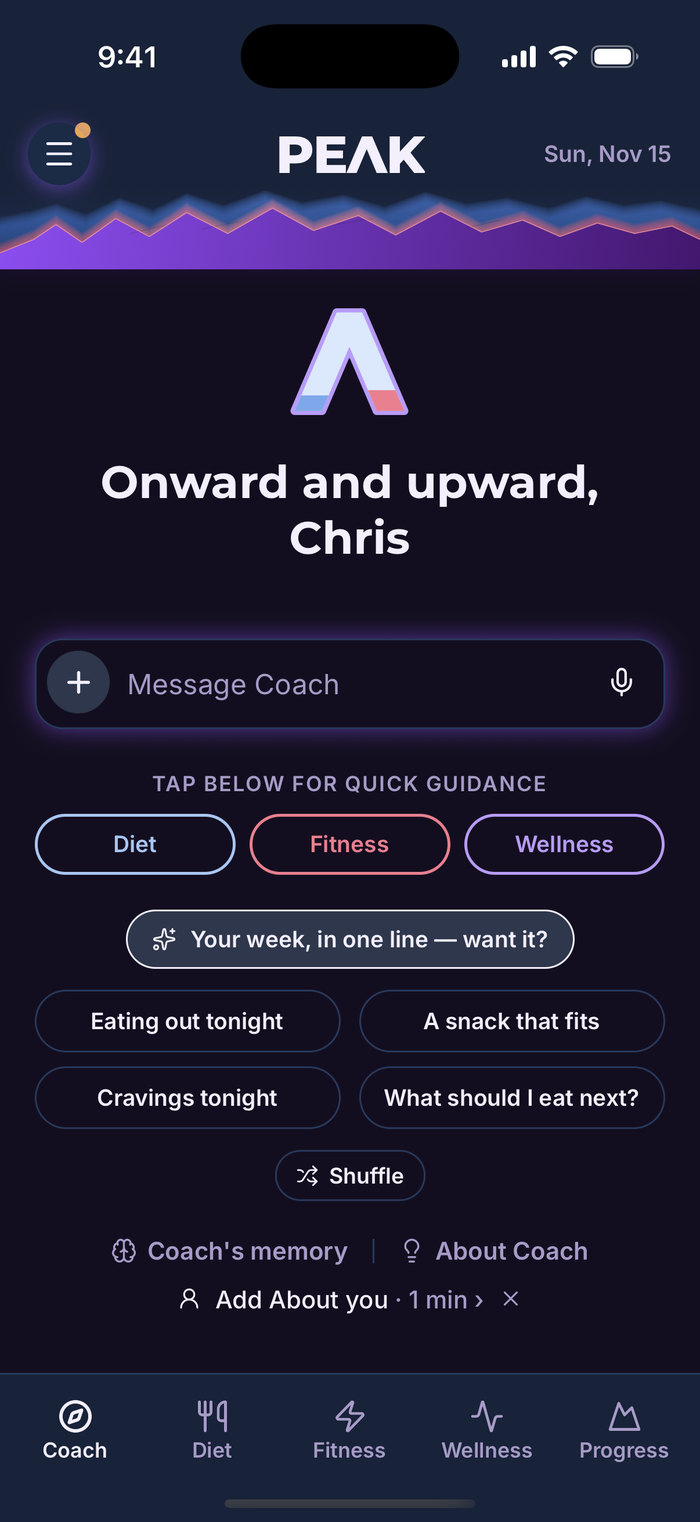 9:41
PEAK
Sun, Nov 15
Onward and upward,
Chris
Message Coach
TAP BELOW FOR QUICK GUIDANCE
Diet
Fitness
Wellness
Your week, in one line — want it?
Eating out tonight
A snack that fits
Cravings tonight
What should I eat next?
Shuffle
Coach's memory
About Coach
Add About you · 1 min ›
Coach
Diet
Fitness
Wellness
Progress